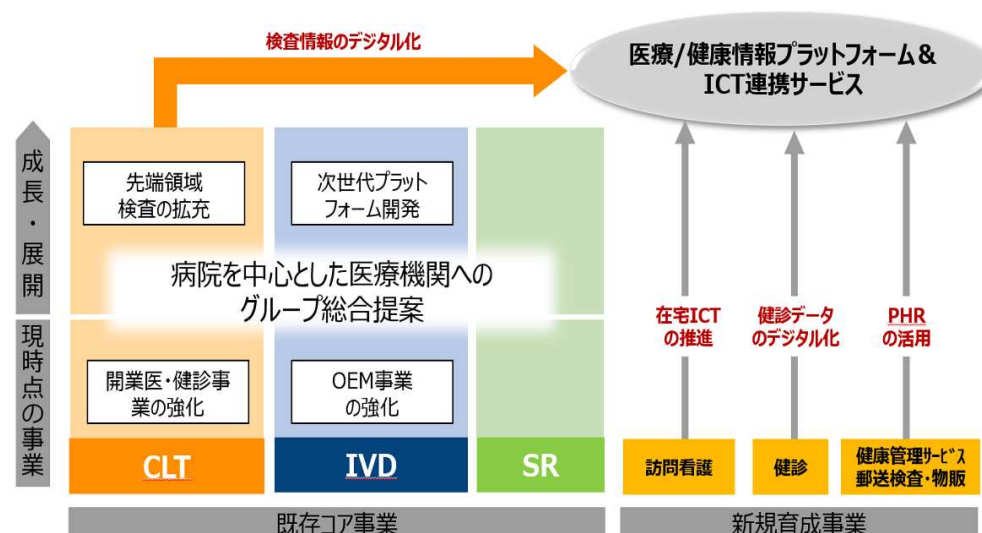 検査情報のデジタル化
医療/健康情報プラットフォーム&
ICT連携サービス
成長・展開
先端領域
検査の拡充
次世代プラット
フォーム開発
病院を中心とした医療機関への
グループ総合提案
在宅ICT
の推進
健診データ
のデジタル化
PHR
の活用
現時点の事業
開業医・健診事
業の強化
OEM事業
の強化
CLT
IVD
SR
訪問看護
健診
健康管理サービス
郵送検査・物販
既存コア事業
新規育成事業